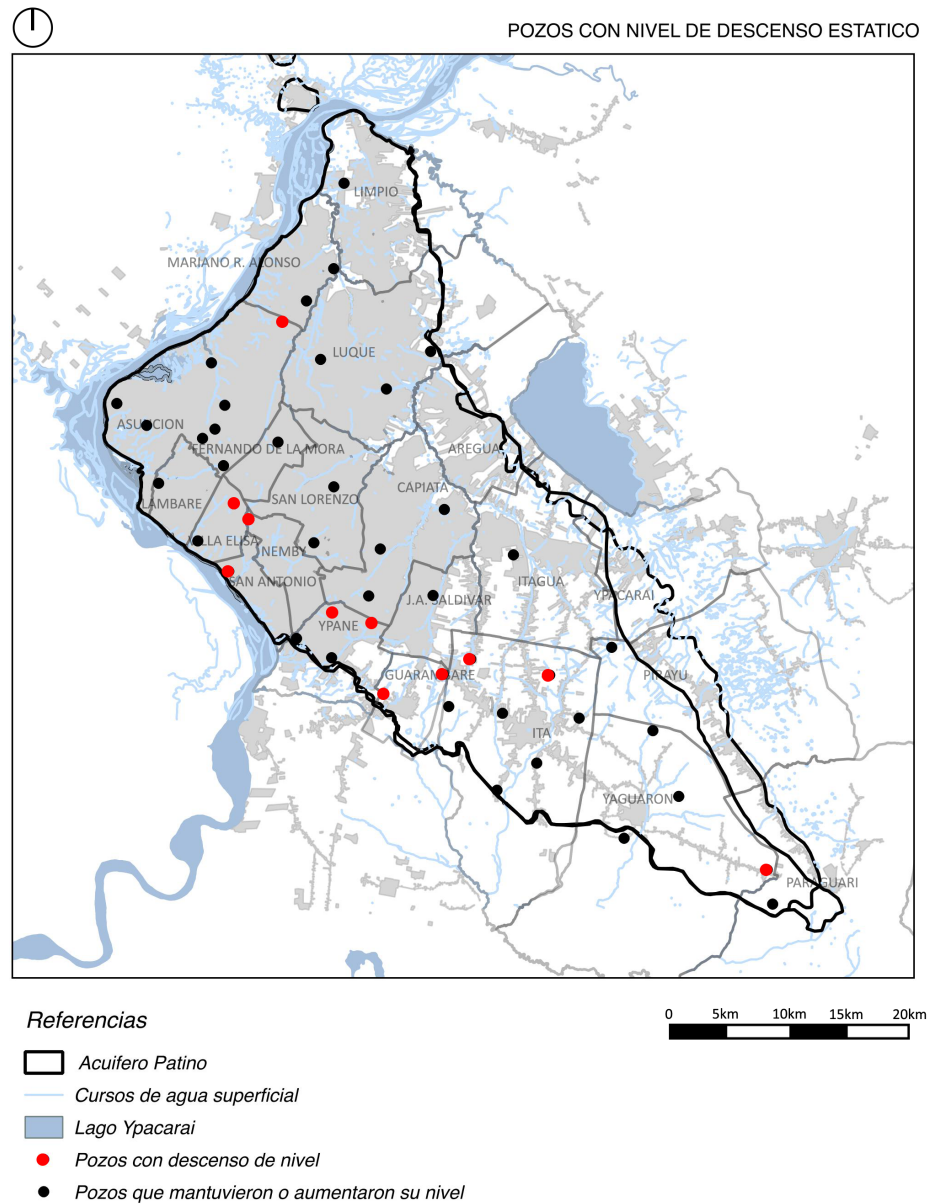 POZOS CON NIVEL DE DESCENSO ESTATICO
LIMPIO
MARIANO R. ALONSO
LUQUE
ASUNCION
FERNANDO DE LA MORA
AREGUA
CAPIATA
LAMBARE
SAN LORENZO
VILLA ELISA
NEMBY
SAN ANTONIO
ITAGUA
YPACARAI
J.A. SALDIVAR
YPANE
GUARAMBARE
PIRAYU
ITA
YAGUARON
PARAGUARI
Referencias
0 5km 10km 15km 20km
Acuifero Patino
Cursos de agua superficial
Lago Ypacarai
Pozos con descenso de nivel
Pozos que mantuvieron o aumentaron su nivel